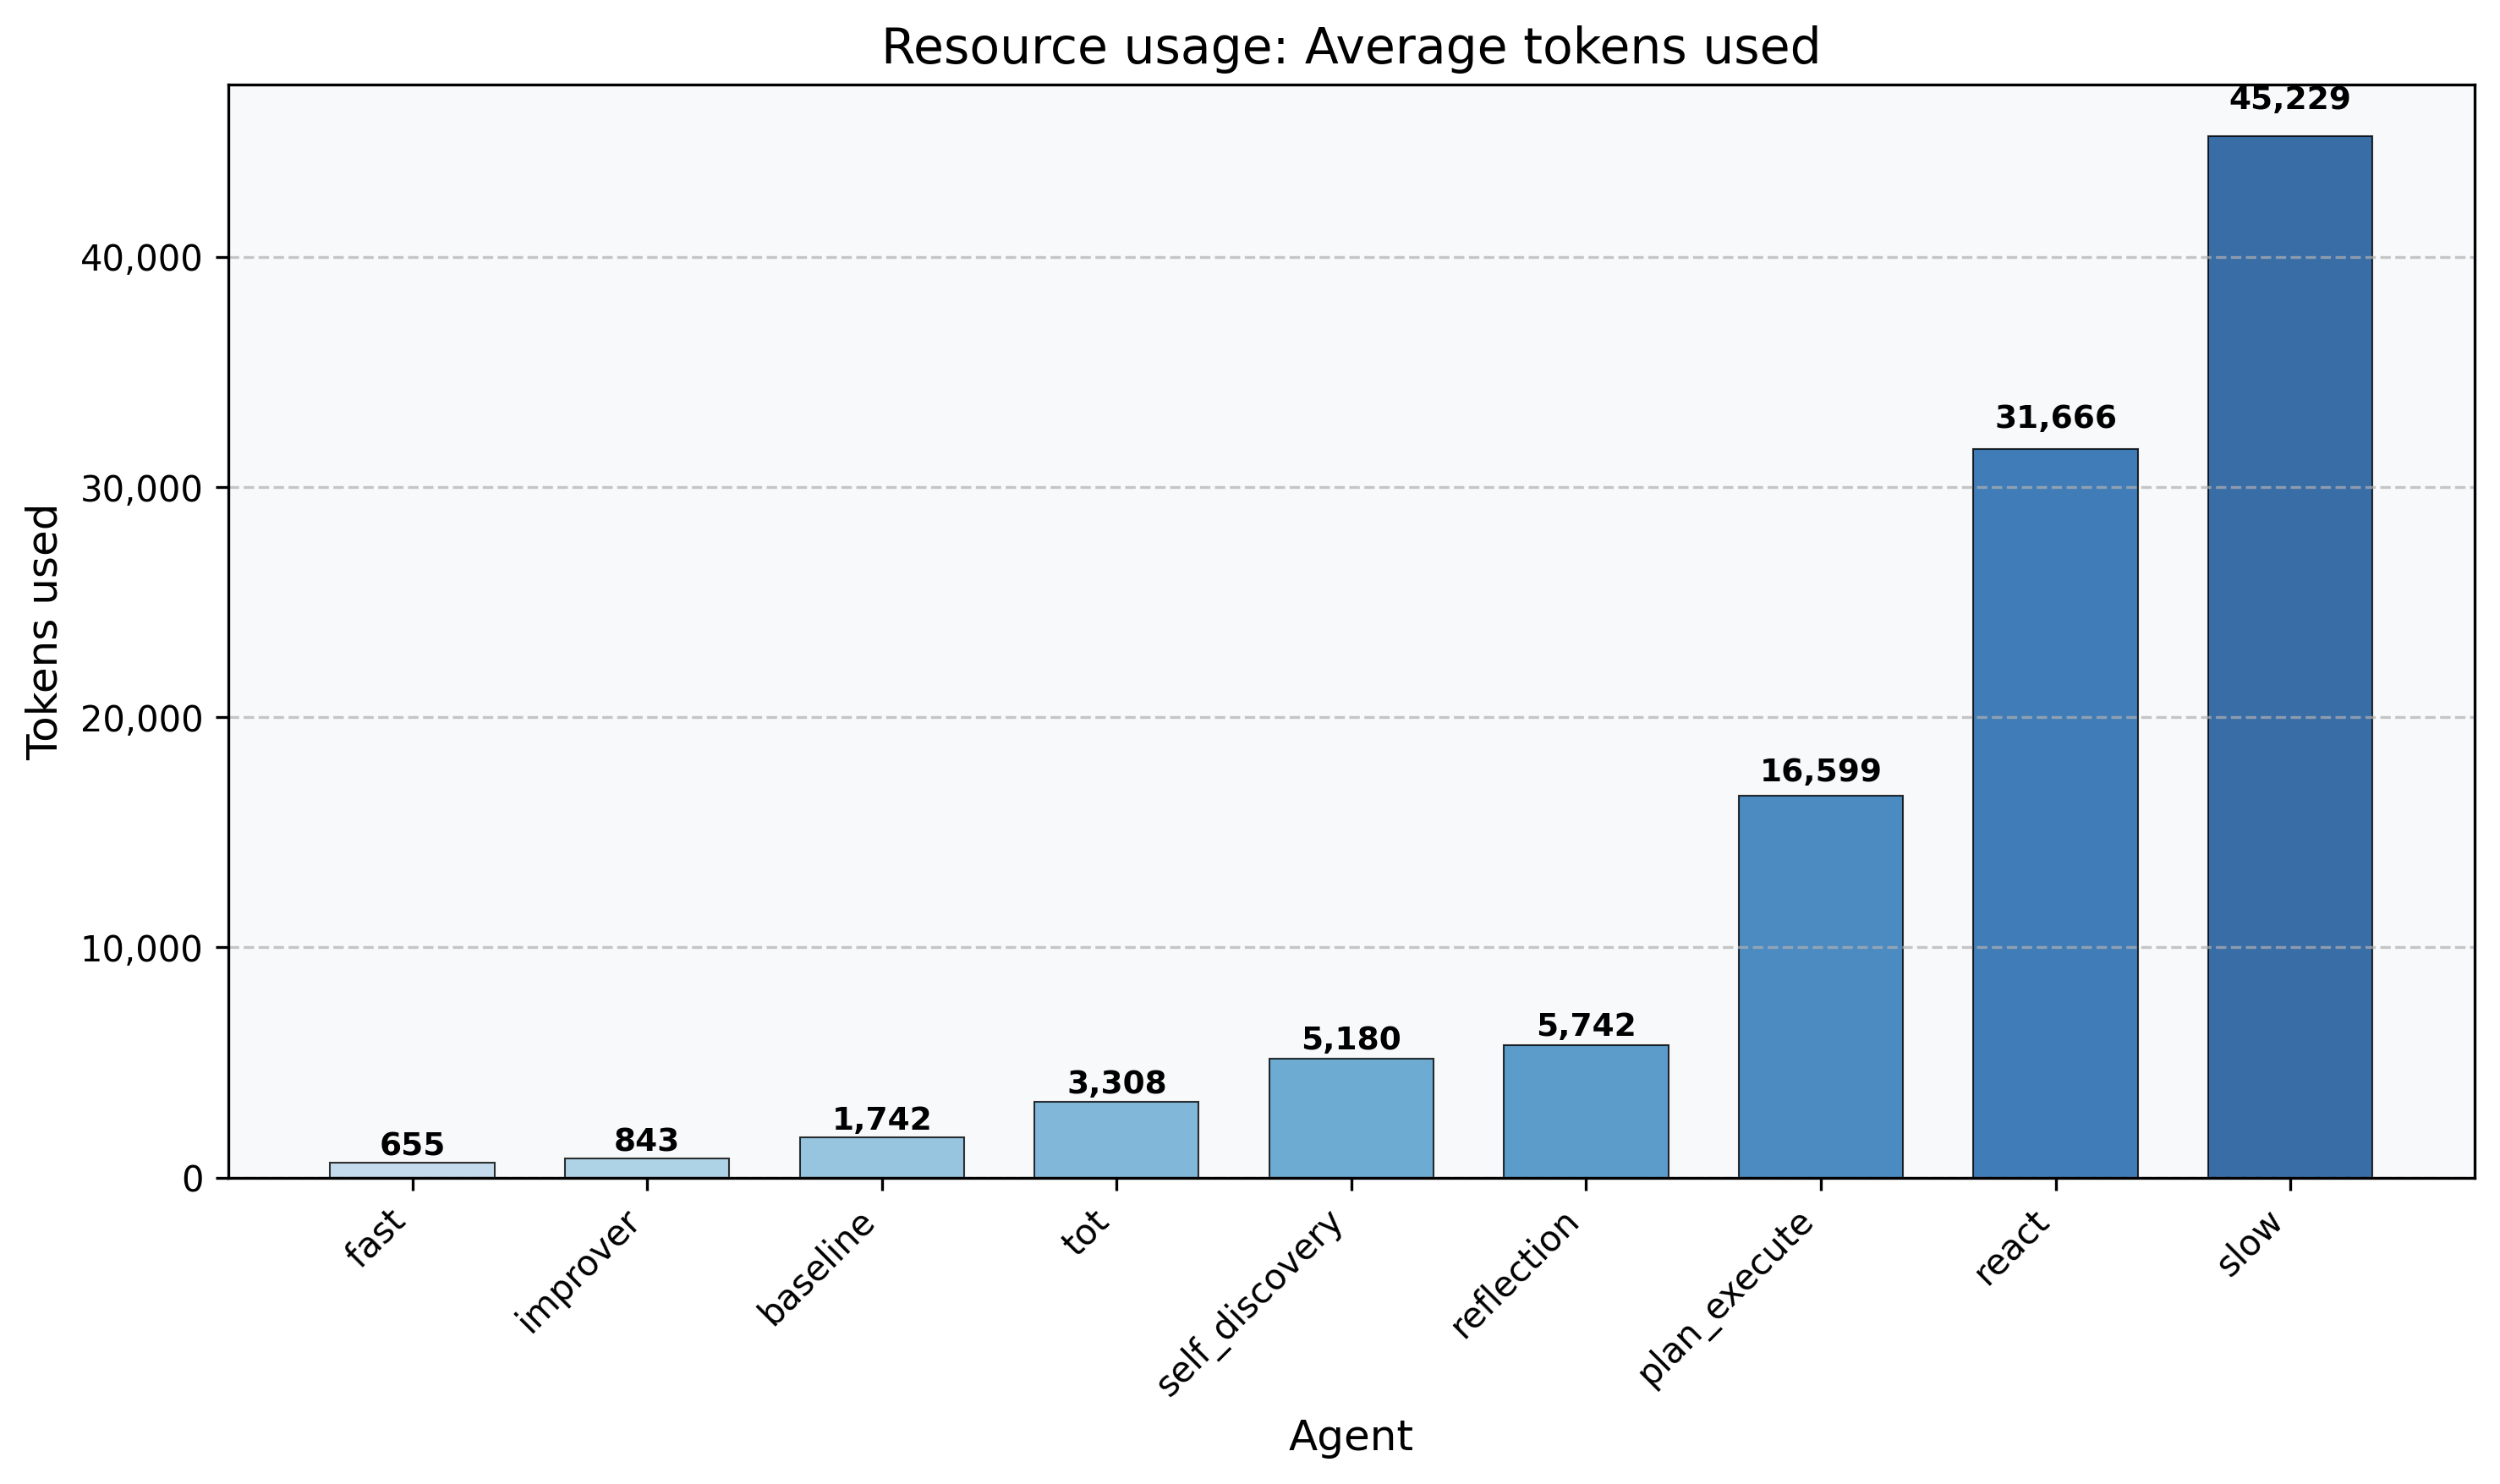 Resource usage: Average tokens used
45,229
40,000
31,666
30,000
Tokens used
20,000
16,599
10,000
5,742
5,180
3,308
1,742
843
655
0
fast
improver
baseline
tot
self_discovery
reflection
plan_execute
react
slow
Agent